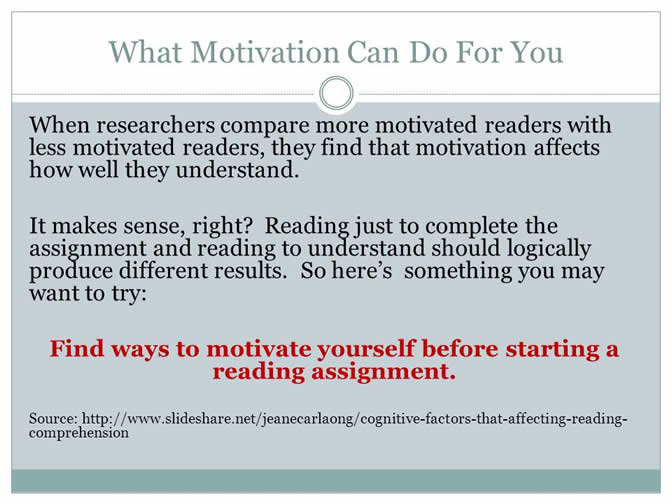 What Motivation Can Do For You
When researchers compare more motivated readers with
less motivated readers, they find that motivation affects
how well they understand.
It makes sense, right?  Reading just to complete the
assignment and reading to understand should logically
produce different results.  So here’s  something you may
want to try:
Find ways to motivate yourself before starting a
reading assignment.
Source: http://www.slideshare.net/jeanecarlaong/cognitive-factors-that-affecting-reading-
comprehension